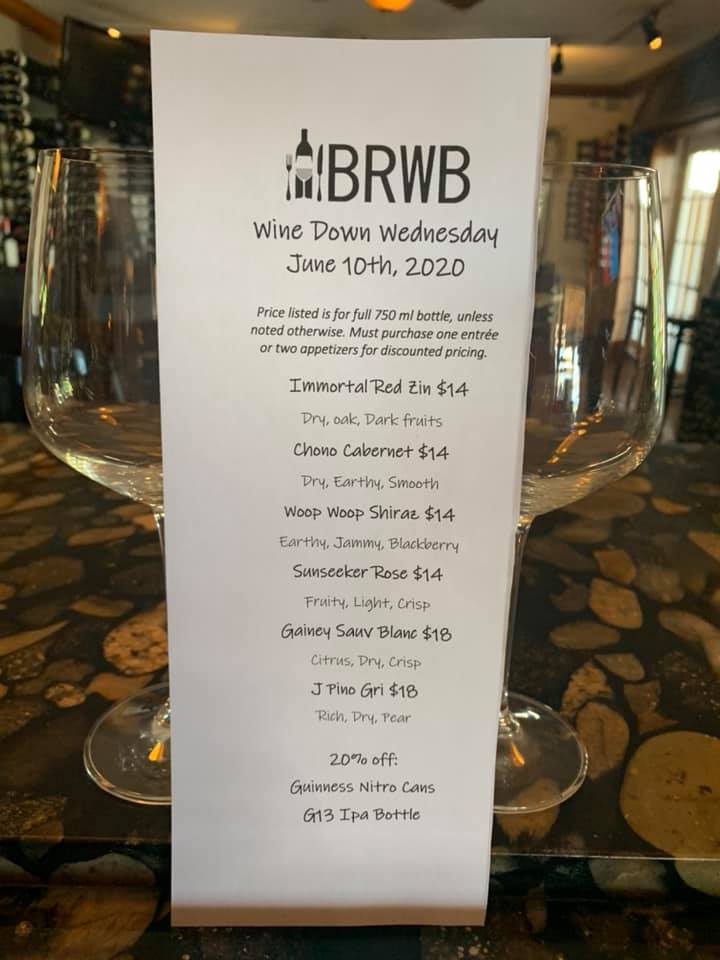 BRWB
Wine Down Wednesday
June 10th, 2020
Price listed is for full 750 ml bottle, unless
noted otherwise. Must purchase one entrée
or two appetizers for discounted pricing.
Immortal Red Zin $14
Dry, oak, Dark fruits
Chono Cabernet $14
Dry, Earthy, Smooth
Woop Woop Shiraz $14
Earthy, Jammy, Blackberry
Sunseeker Rose $14
Fruity, Light, Crisp
Gainey Sauv Blanc $18
Citrus, Dry, Crisp
J Pino Gri $18
Rich, Dry, Pear
20% off:
Guinness Nitro Cans
G13 Ipa Bottle